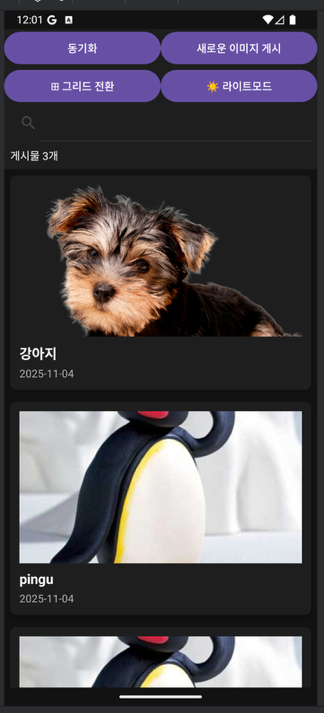 12:01 G A
동기화
새로운 이미지 게시
⊞ 그리드 전환
☀️ 라이트모드
게시물 3개
강아지
2025-11-04
pingu
2025-11-04